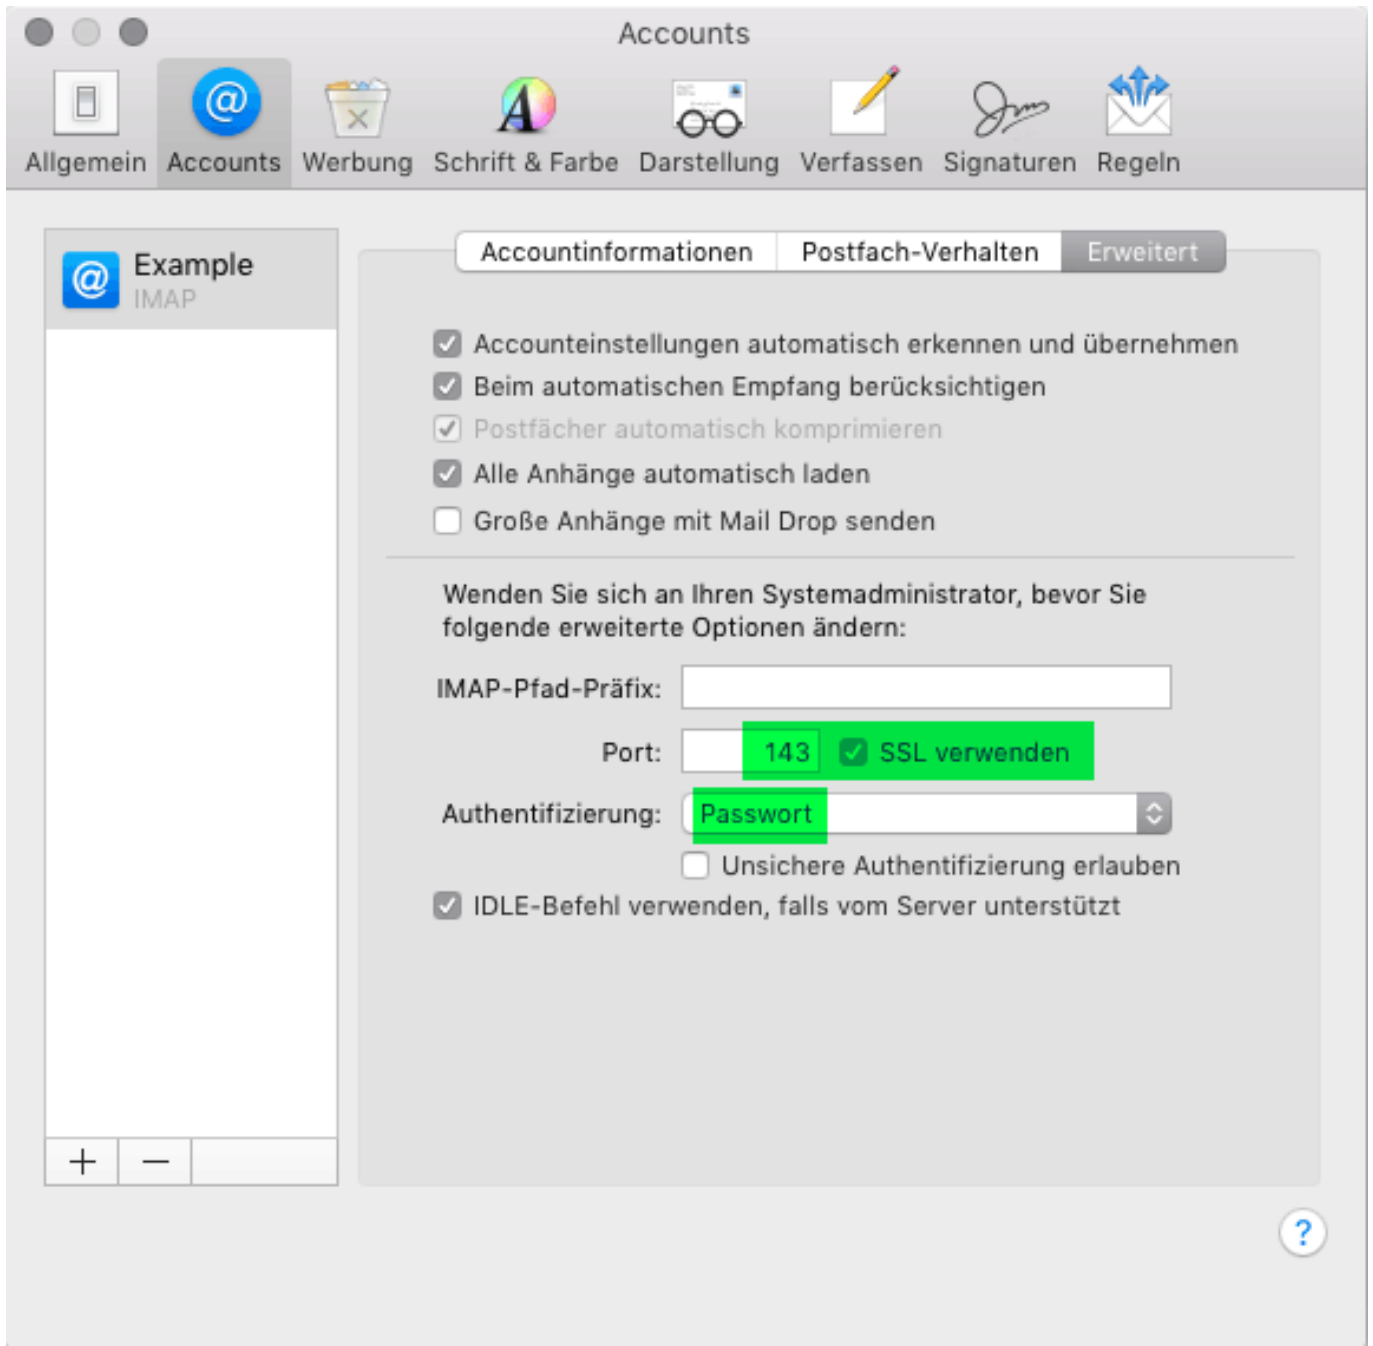 Accounts
Allgemein Accounts Werbung Schrift & Farbe Darstellung Verfassen Signaturen Regeln
Example
IMAP
Accountinformationen Postfach-Verhalten Erweitert
Accounteinstellungen automatisch erkennen und übernehmen
Beim automatischen Empfang berücksichtigen
Postfächer automatisch komprimieren
Alle Anhänge automatisch laden
Große Anhänge mit Mail Drop senden
Wenden Sie sich an Ihren Systemadministrator, bevor Sie
folgende erweiterte Optionen ändern:
IMAP-Pfad-Präfix:
Port: 143 SSL verwenden
Authentifizierung: Passwort
Unsichere Authentifizierung erlauben
IDLE-Befehl verwenden, falls vom Server unterstützt
?